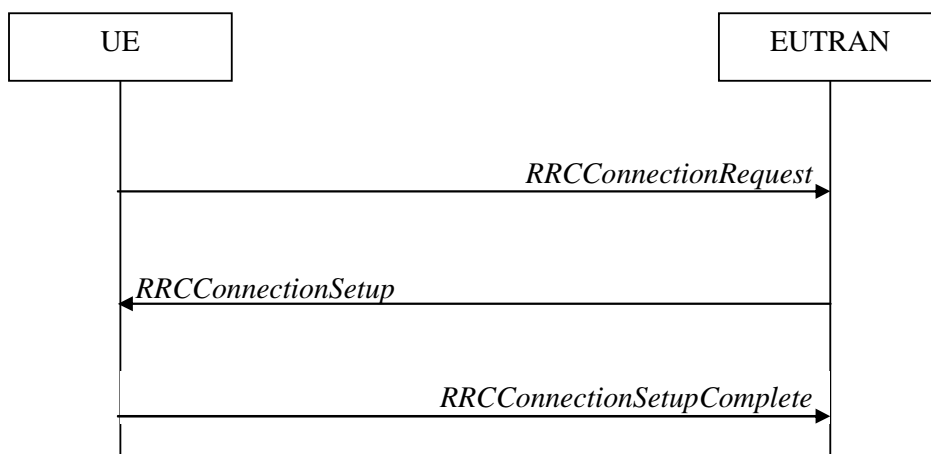 UE
EUTRAN
RRCConnectionRequest
RRCConnectionSetup
RRCConnectionSetupComplete